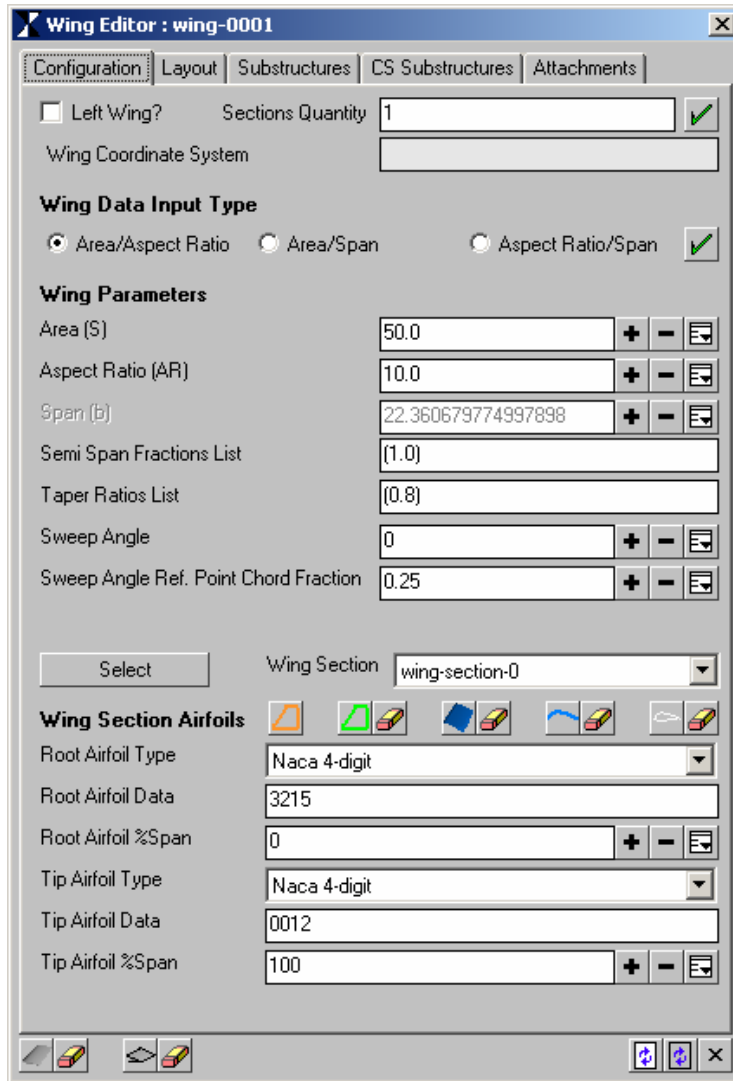 Wing Editor : wing-0001
Configuration Layout Substructures CS Substructures Attachments
Left Wing? Sections Quantity 1
Wing Coordinate System
Wing Data Input Type
Area/Aspect Ratio Area/Span Aspect Ratio/Span
Wing Parameters
Area (S) 50.0
Aspect Ratio (AR) 10.0
Span (b) 22.360679774997898
Semi Span Fractions List (1.0)
Taper Ratios List (0.8)
Sweep Angle 0
Sweep Angle Ref. Point Chord Fraction 0.25
Select Wing Section wing-section-0
Wing Section Airfoils
Root Airfoil Type Naca 4-digit
Root Airfoil Data 3215
Root Airfoil %Span 0
Tip Airfoil Type Naca 4-digit
Tip Airfoil Data 0012
Tip Airfoil %Span 100